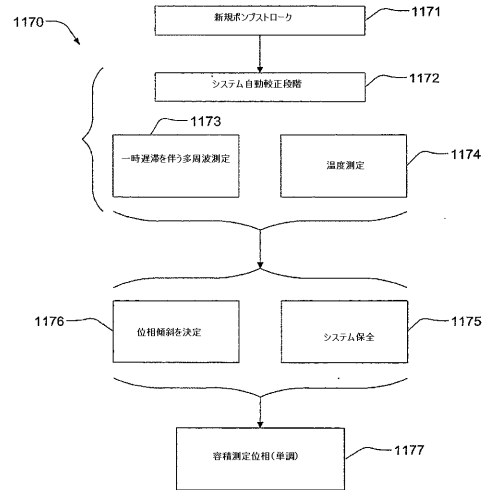 1170
新規ポンプストローク
1171
システム自動較正段階
1172
1173
一時遅滞を伴う多周波測定
温度測定
1174
1176
位相傾斜を決定
システム保全
1175
容積測定位相(単調)
1177